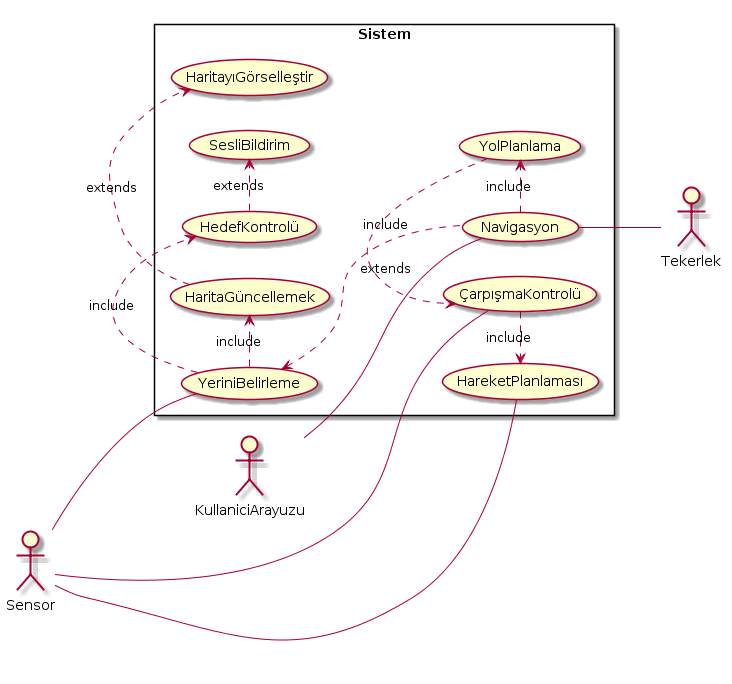 Sistem
HaritayıGörselleştir
SesliBildirim
YolPlanlama
extends
extends
include
HedefKontrolü
include
Navigasyon
Tekerlek
extends
HaritaGüncellemek
ÇarpışmaKontrolü
include
include
include
YeriniBelirleme
HareketPlanlaması
KullaniciArayuzu
Sensor